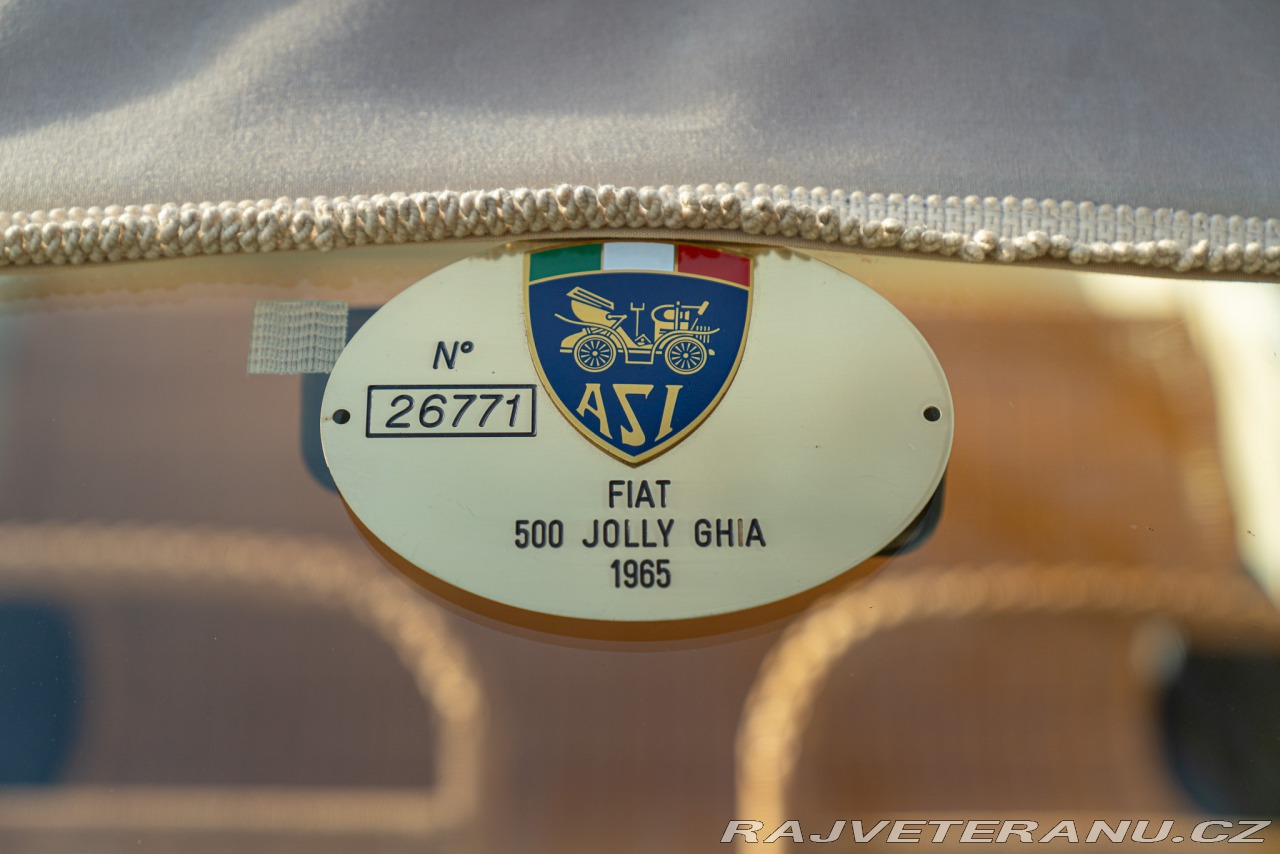 N°
26771
ASI
FIAT
500 JOLLY GHIA
1965
RAJVETERANU.CZ